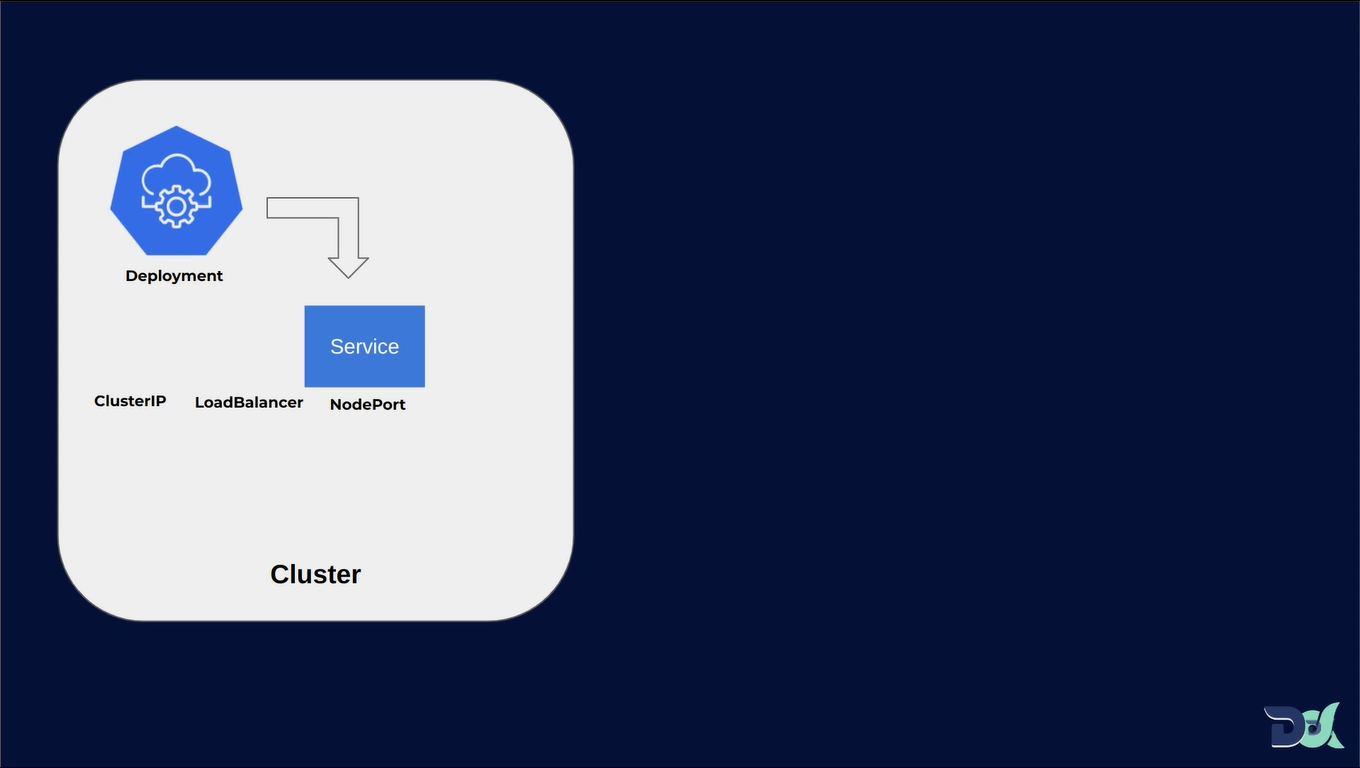 Deployment
Service
ClusterIP
LoadBalancer
NodePort
Cluster